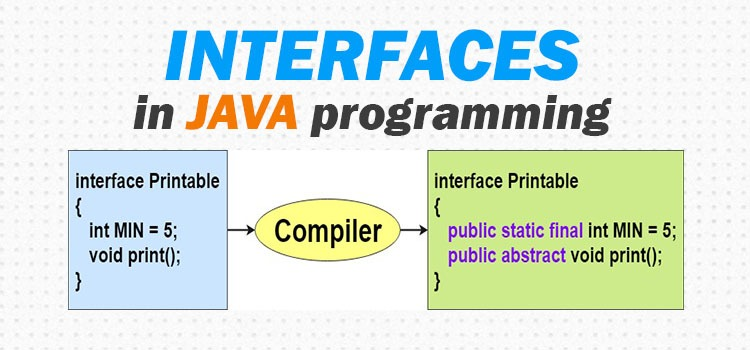 INTERFACES
in JAVA programming
interface Printable
{
int MIN = 5;
void print();
}
Compiler
interface Printable
{
public static final int MIN = 5;
public abstract void print();
}